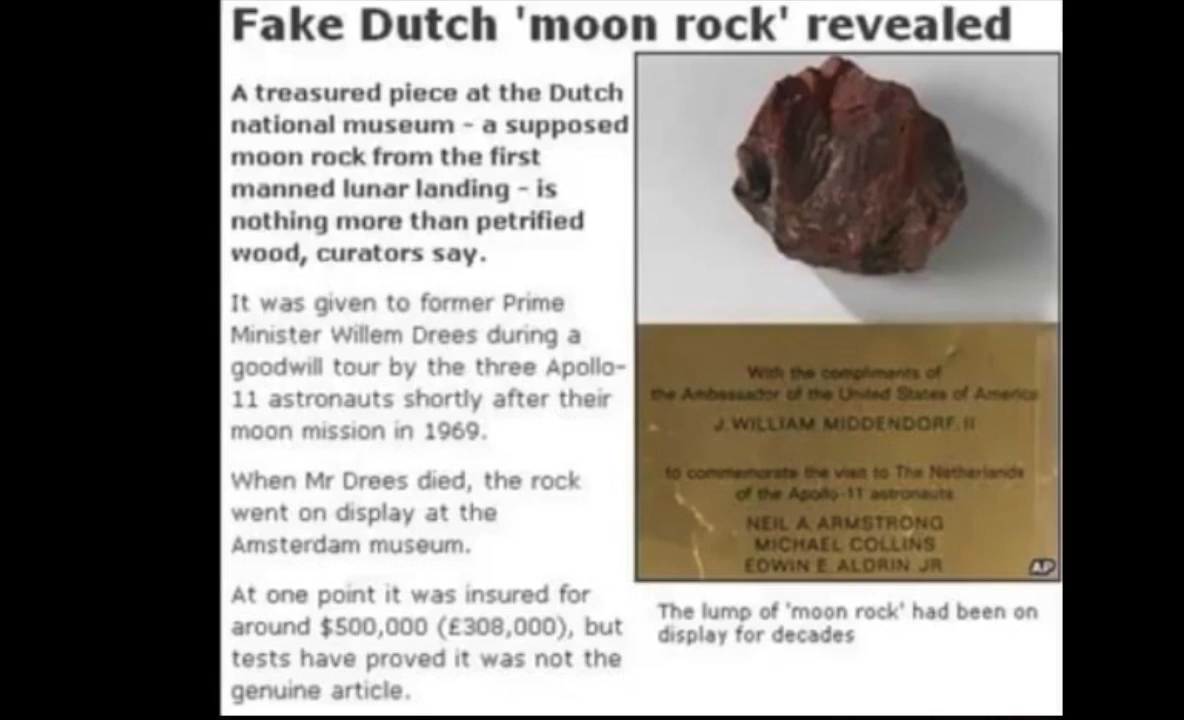 Fake Dutch 'moon rock' revealed
A treasured piece at the Dutch
national museum - a supposed
moon rock from the first
manned lunar landing - is
nothing more than petrified
wood, curators say.
It was given to former Prime
Minister Willem Drees during a
goodwill tour by the three Apollo-
11 astronauts shortly after their
moon mission in 1969.
When Mr Drees died, the rock
went on display at the
Amsterdam museum.
At one point it was insured for
around $500,000 (£308,000), but
tests have proved it was not the
genuine article.
With the compliments of
the Ambassador of the United States of America
J. WILLIAM MIDDENDORF II
to commemorate the visit to The Netherlands
of the Apollo-11 astronauts
NEIL A ARMSTRONG
MICHAEL COLLINS
EDWIN E. ALDRIN JR
AP
The lump of 'moon rock' had been on
display for decades